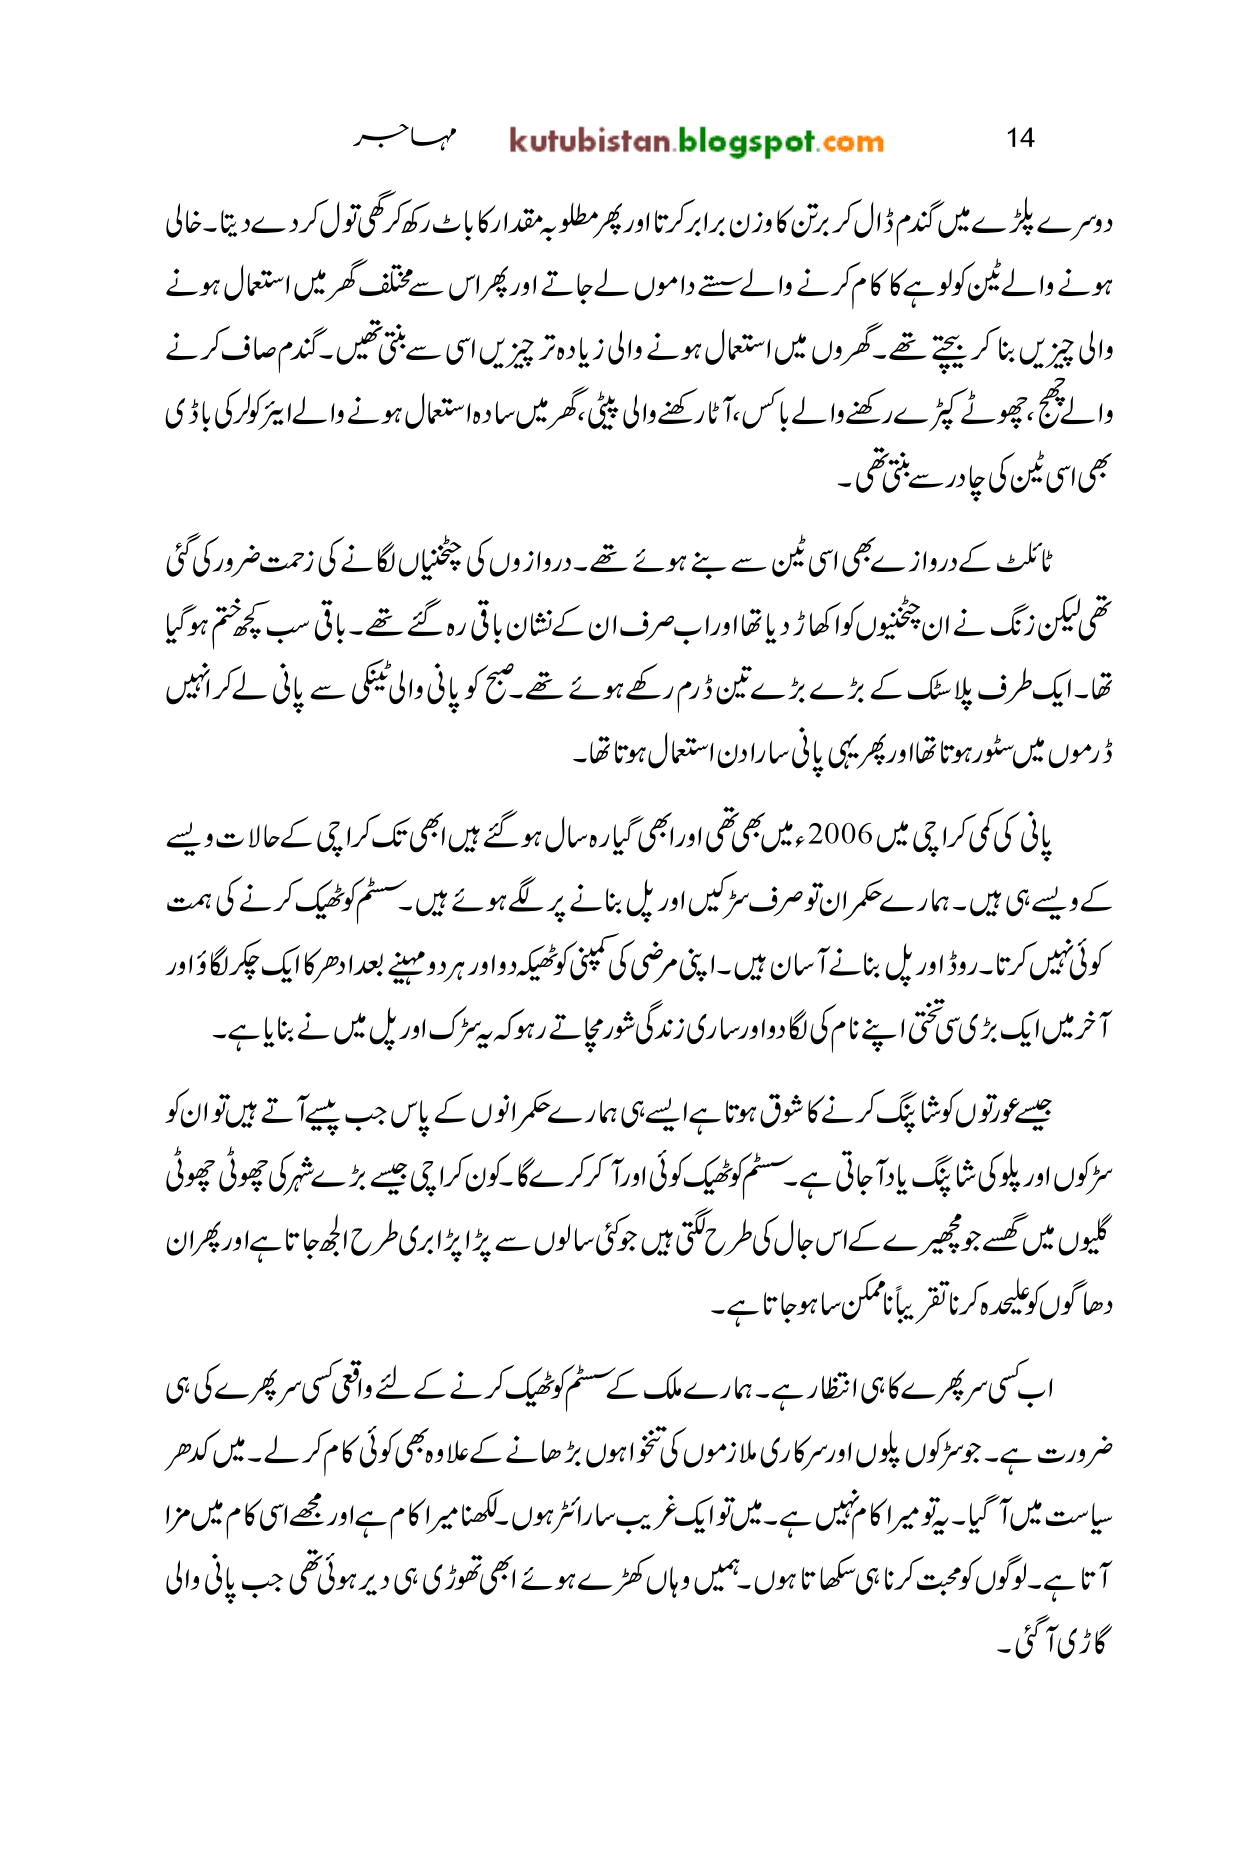 14 kutubistan.blogspot.com مہاجر
دوسرے پلڑے میں گندم ڈال کر برتن کا وزن برابر کرتا اور پھر مطلوبہ مقدار کا باٹ رکھ کر گھی تول کر دے دیتا۔ خالی
ہونے والے ٹین کو لوہے کا کام کرنے والے سستے داموں لے جاتے اور پھر اس سے مختلف گھر میں استعمال ہونے
والی چیزیں بنا کر بیچتے تھے۔ گھروں میں استعمال ہونے والی زیادہ تر چیزیں اسی سے بنتی تھیں۔ گندم صاف کرنے
والے چھج، چھوٹے کپڑے رکھنے والے باکس، آٹا رکھنے والی پیٹی، گھر میں سادہ استعمال ہونے والے ایئر کولر کی باڈی
بھی اسی ٹین کی چادر سے بنتی تھی۔
ٹائلٹ کے دروازے بھی اسی ٹین سے بنے ہوئے تھے۔ دروازوں کی چٹخنیاں لگانے کی زحمت ضرور کی گئی
تھی لیکن زنگ نے ان چٹخنیوں کو اکھاڑ دیا تھا اور اب صرف ان کے نشان باقی رہ گئے تھے۔ باقی سب کچھ ختم ہو گیا
تھا۔ ایک طرف پلاسٹک کے بڑے بڑے تین ڈرم رکھے ہوئے تھے۔ صبح کو پانی والی ٹینکی سے پانی لے کر انہیں
ڈرموں میں سٹور ہوتا تھا اور پھر یہی پانی سارا دن استعمال ہوتا تھا۔
پانی کی کمی کراچی میں 2006ء میں بھی تھی اور ابھی گیارہ سال ہو گئے ہیں ابھی تک کراچی کے حالات ویسے
کے ویسے ہی ہیں۔ ہمارے حکمران تو صرف سڑکیں اور پل بنانے پر لگے ہوئے ہیں۔ سسٹم کو ٹھیک کرنے کی ہمت
کوئی نہیں کرتا۔ روڈ اور پل بنانے آسان ہیں۔ اپنی مرضی کی کمپنی کو ٹھیکہ دو اور ہر دو مہینے بعد ادھر کا ایک چکر لگاؤ اور
آخر میں ایک بڑی سی تختی اپنے نام کی لگا دو اور ساری زندگی شور مچاتے رہو کہ یہ سڑک اور پل میں نے بنایا ہے۔
جیسے عورتوں کو شاپنگ کرنے کا شوق ہوتا ہے ایسے ہی ہمارے حکمرانوں کے پاس جب پیسے آتے ہیں تو ان کو
سڑکوں اور پلو کی شاپنگ یاد آ جاتی ہے۔ سسٹم کو ٹھیک کوئی اور آ کر کرے گا۔ کون کراچی جیسے بڑے شہر کی چھوٹی چھوٹی
گلیوں میں گھسے جو مچھیرے کے اس جال کی طرح لگتی ہیں جو کئی سالوں سے پڑا پڑا بری طرح الجھ جاتا ہے اور پھر ان
دھاگوں کو علیحدہ کرنا تقریباً ناممکن سا ہو جاتا ہے۔
اب کسی سر پھرے کا ہی انتظار ہے۔ ہمارے ملک کے سسٹم کو ٹھیک کرنے کے لئے واقعی کسی سر پھرے کی ہی
ضرورت ہے۔ جو سڑکوں پلوں اور سرکاری ملازموں کی تنخواہوں بڑھانے کے علاوہ بھی کوئی کام کر لے۔ میں کدھر
سیاست میں آ گیا۔ یہ تو میرا کام نہیں ہے۔ میں تو ایک غریب سا رائٹر ہوں۔ لکھنا میرا کام ہے اور مجھے اسی کام میں مزا
آتا ہے۔ لوگوں کو محبت کرنا ہی سکھاتا ہوں۔ ہمیں وہاں کھڑے ہوئے ابھی تھوڑی ہی دیر ہوئی تھی جب پانی والی
گاڑی آ گئی۔